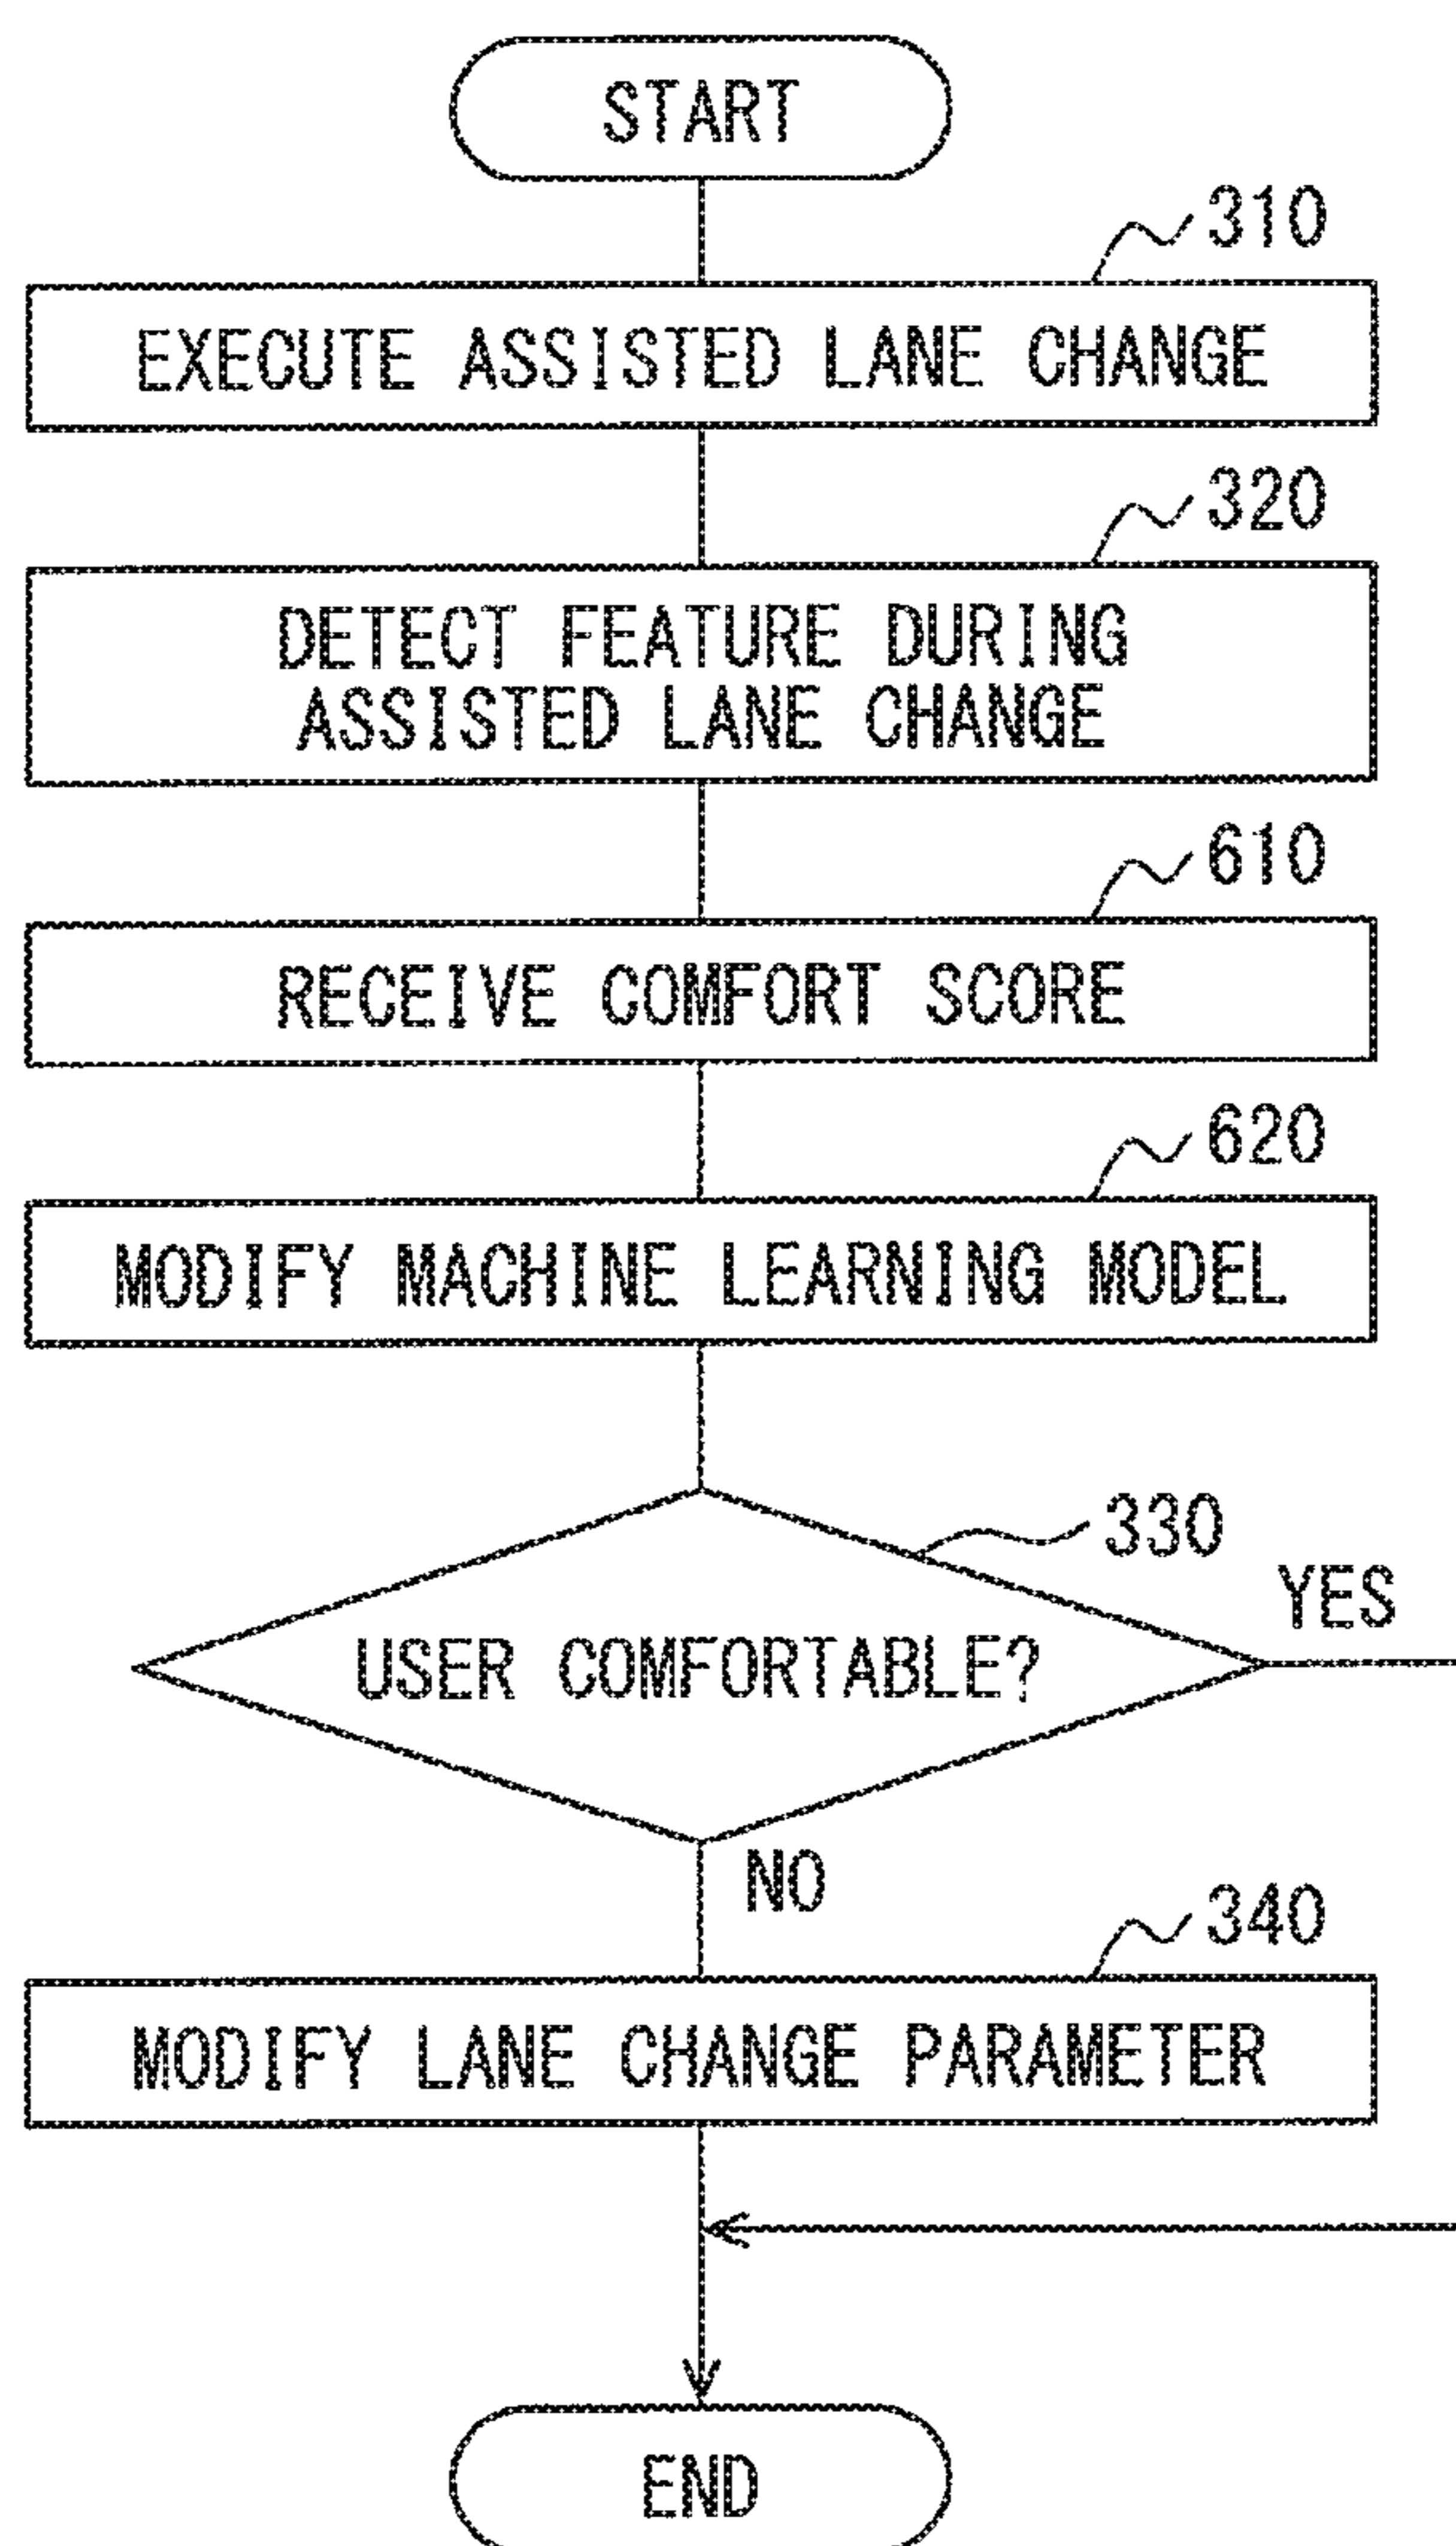 START
310
EXECUTE ASSISTED LANE CHANGE
320
DETECT FEATURE DURING
ASSISTED LANE CHANGE
610
RECEIVE COMFORT SCORE
620
MODIFY MACHINE LEARNING MODEL
330
YES
USER COMFORTABLE?
NO
340
MODIFY LANE CHANGE PARAMETER
END